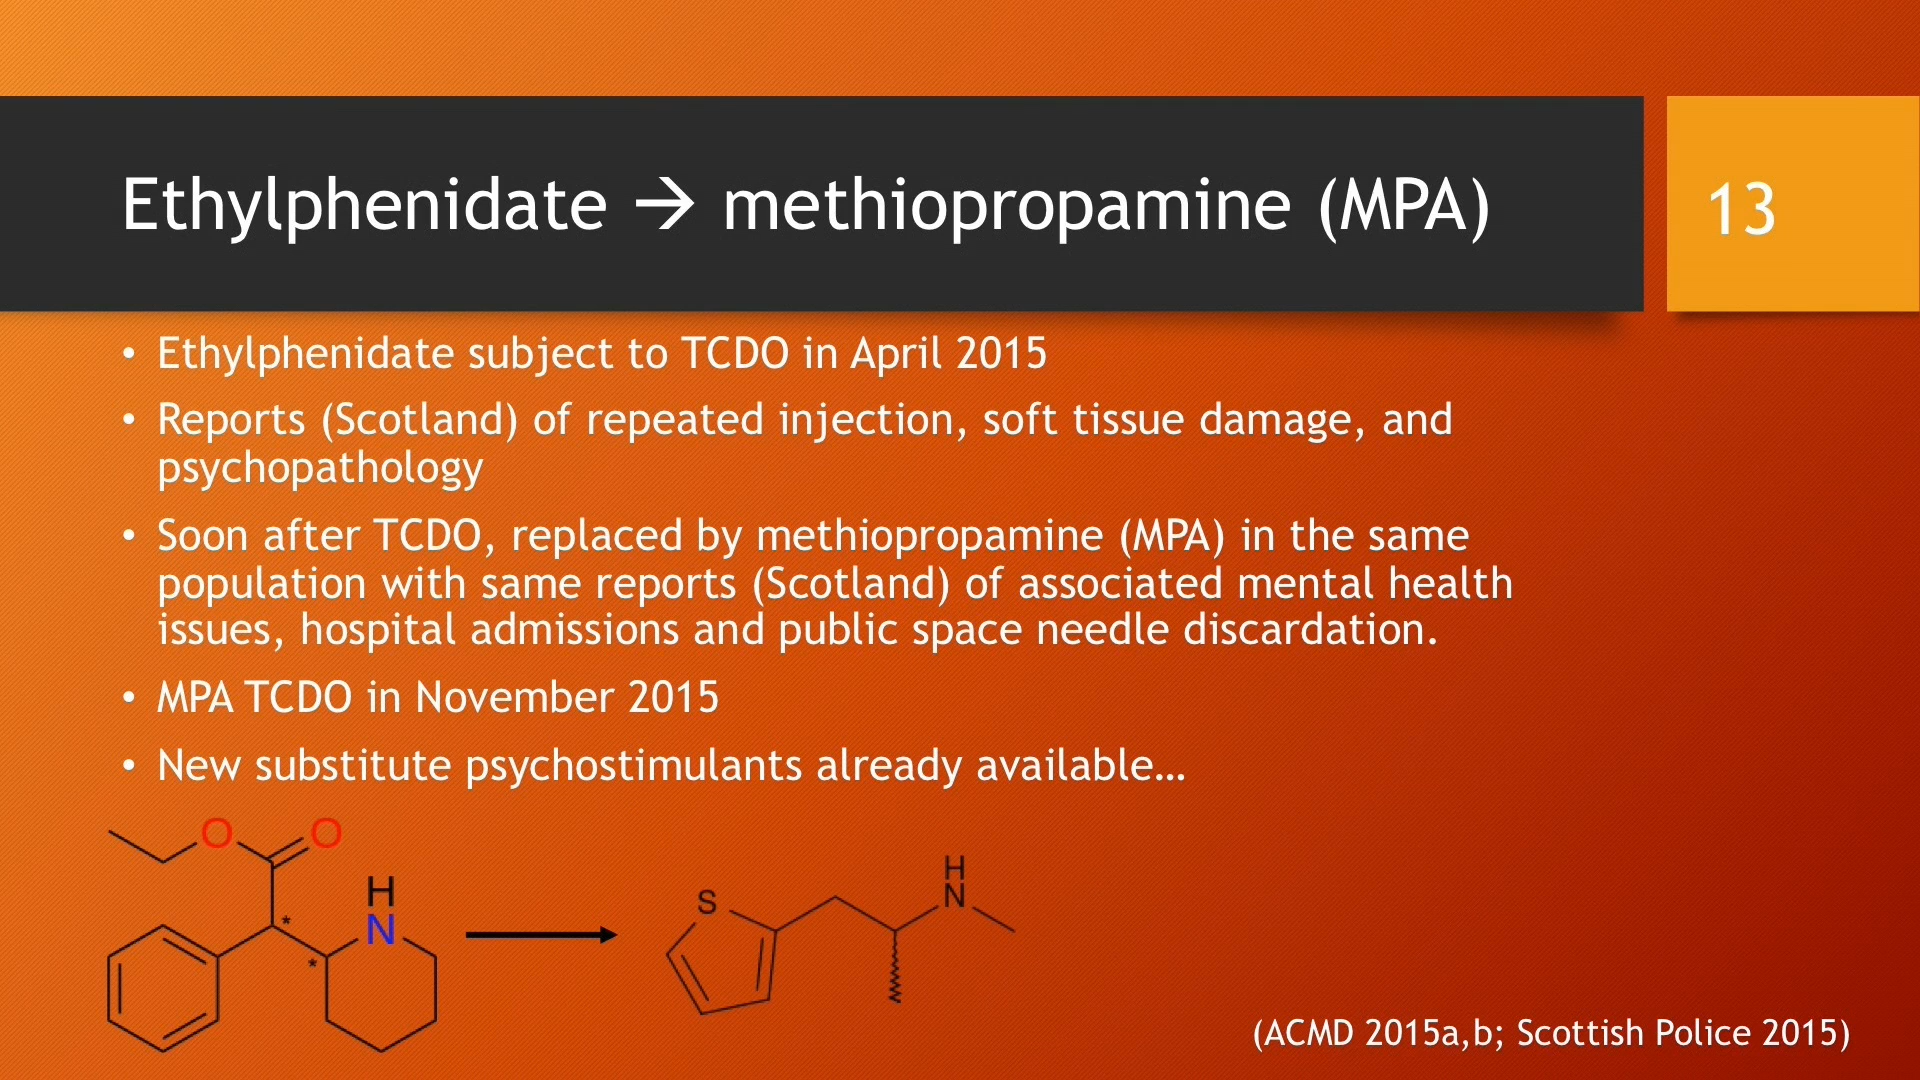 Ethylphenidate → methiopropamine (MPA)
13
• Ethylphenidate subject to TCDO in April 2015
• Reports (Scotland) of repeated injection, soft tissue damage, and
psychopathology
• Soon after TCDO, replaced by methiopropamine (MPA) in the same
population with same reports (Scotland) of associated mental health
issues, hospital admissions and public space needle discardation.
• MPA TCDO in November 2015
• New substitute psychostimulants already available…
O O
H
N
*
*
S
H
N
(ACMD 2015a,b; Scottish Police 2015)